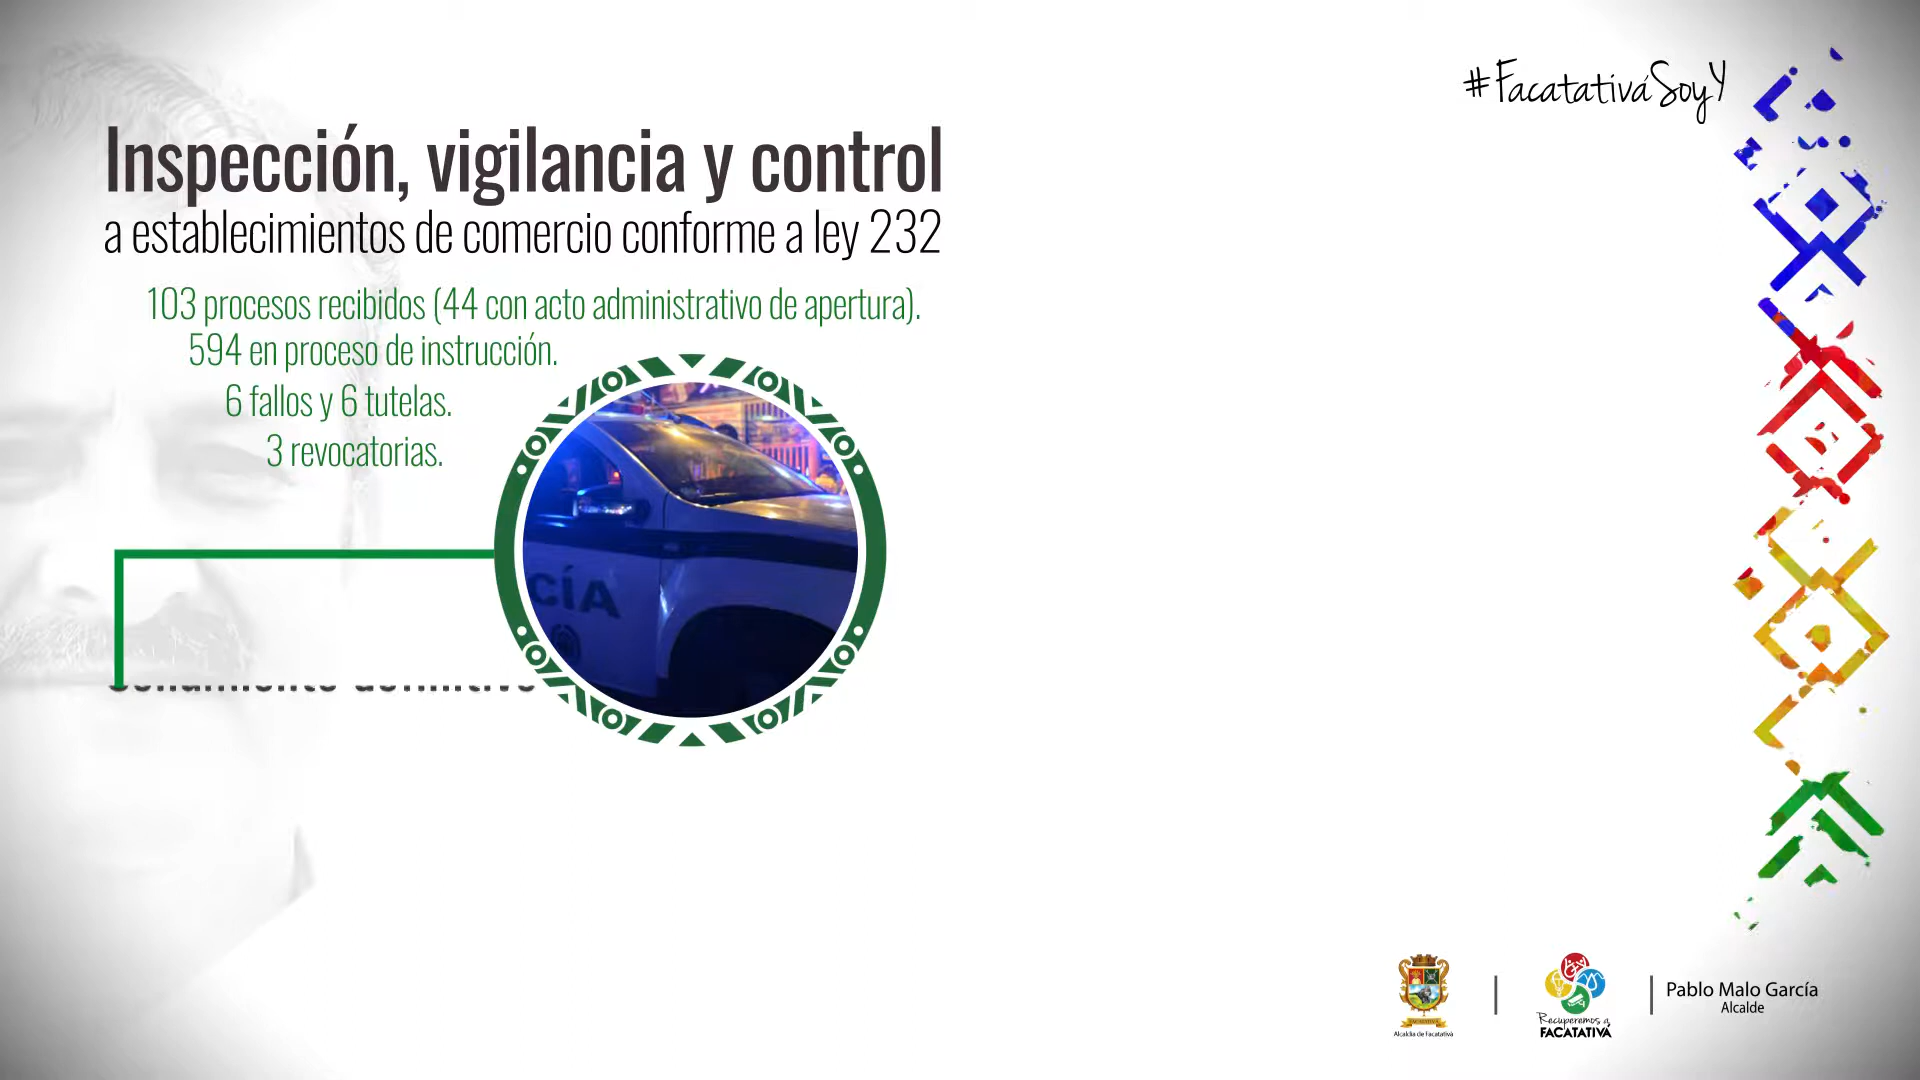 #FacatativáSoyY
Inspección, vigilancia y control
a establecimientos de comercio conforme a ley 232
103 procesos recibidos (44 con acto administrativo de apertura).
594 en proceso de instrucción.
6 fallos y 6 tutelas.
3 revocatorias.
CÍA
Alcaldía de Facatativá
Recuperemos a
FACATATIVÁ
Pablo Malo García
Alcalde